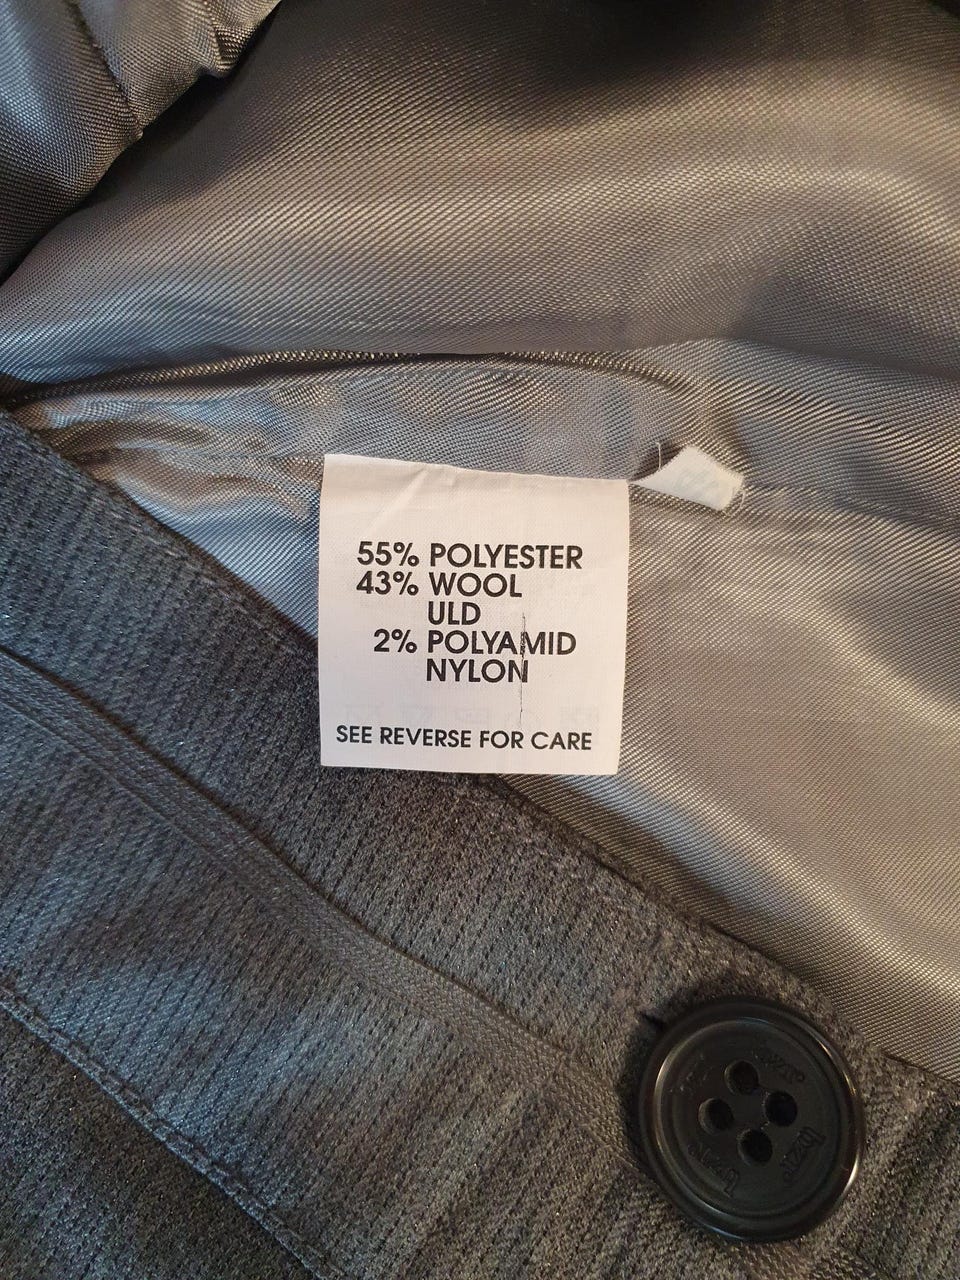 55% POLYESTER
43% WOOL
ULD
2% POLYAMID
NYLON
SEE REVERSE FOR CARE